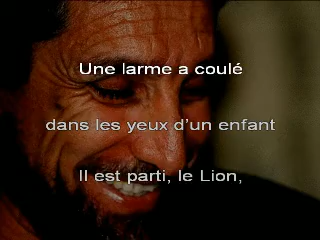 Une larme a coulé
dans les yeux d'un enfant
Il est parti, le Lion,